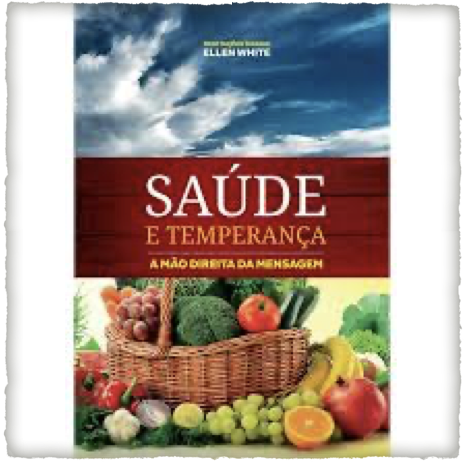 ELLEN WHITE
SAÚDE
E TEMPERANÇA
A MÃO DIREITA DA MENSAGEM